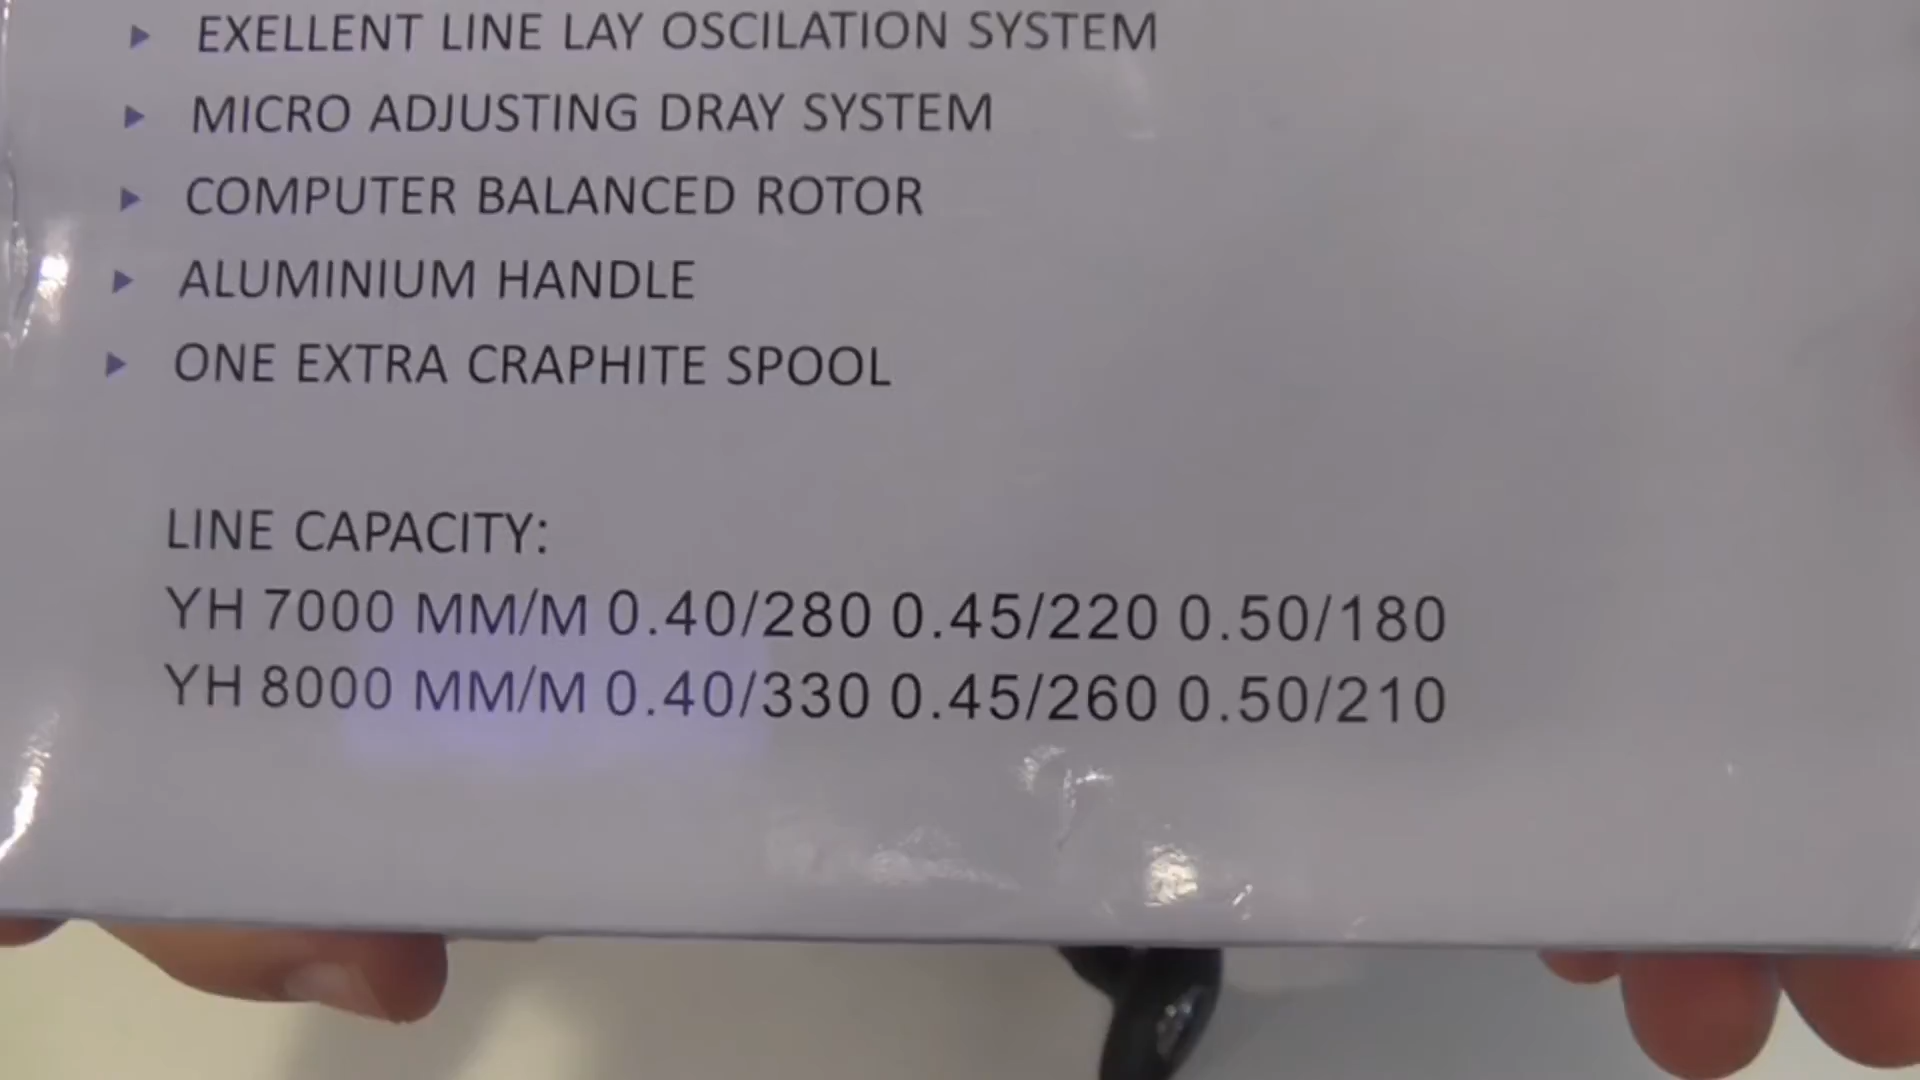 EXELLENT LINE LAY OSCILATION SYSTEM
MICRO ADJUSTING DRAY SYSTEM
COMPUTER BALANCED ROTOR
ALUMINIUM HANDLE
ONE EXTRA CRAPHITE SPOOL
LINE CAPACITY:
YH 7000 MM/M 0.40/280 0.45/220 0.50/180
YH 8000 MM/M 0.40/330 0.45/260 0.50/210